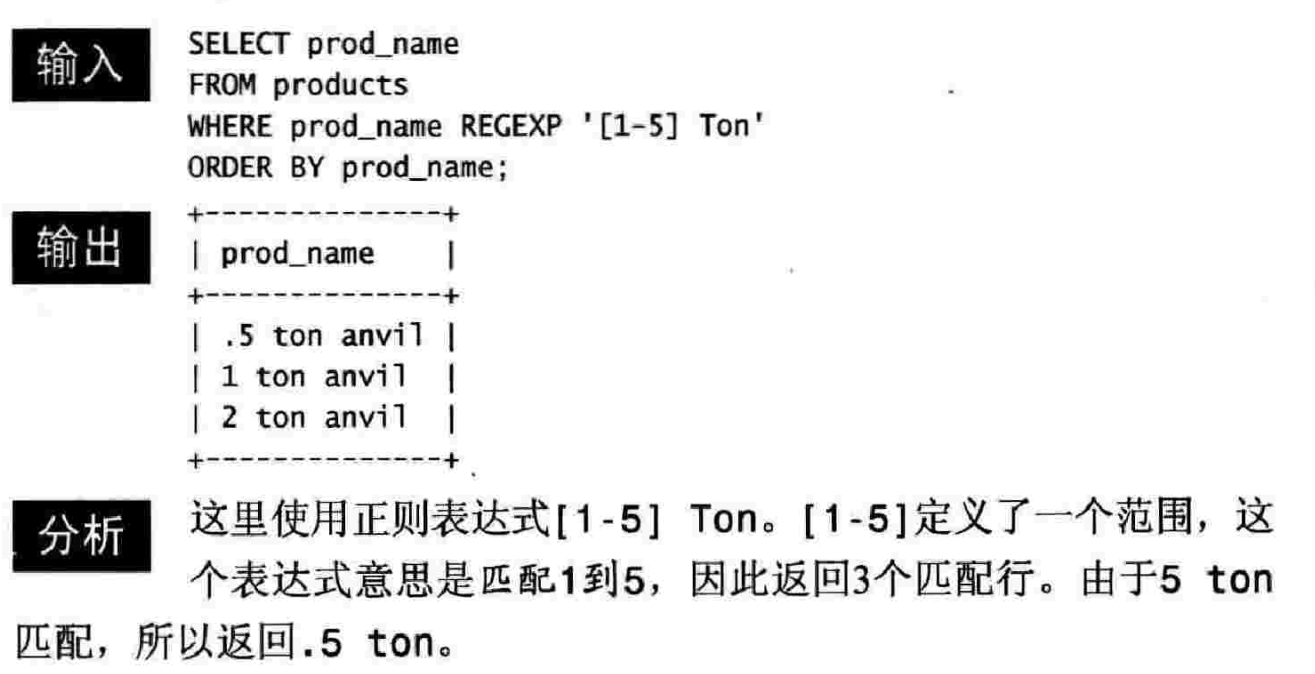 输入
SELECT prod_name
FROM products
WHERE prod_name REGEXP '[1-5] Ton'
ORDER BY prod_name;
输出
+--------------+
| prod_name    |
+--------------+
| .5 ton anvil |
| 1 ton anvil  |
| 2 ton anvil  |
+--------------+
分析
这里使用正则表达式[1-5] Ton。[1-5]定义了一个范围，这
个表达式意思是匹配1到5，因此返回3个匹配行。由于5 ton
匹配，所以返回.5 ton。